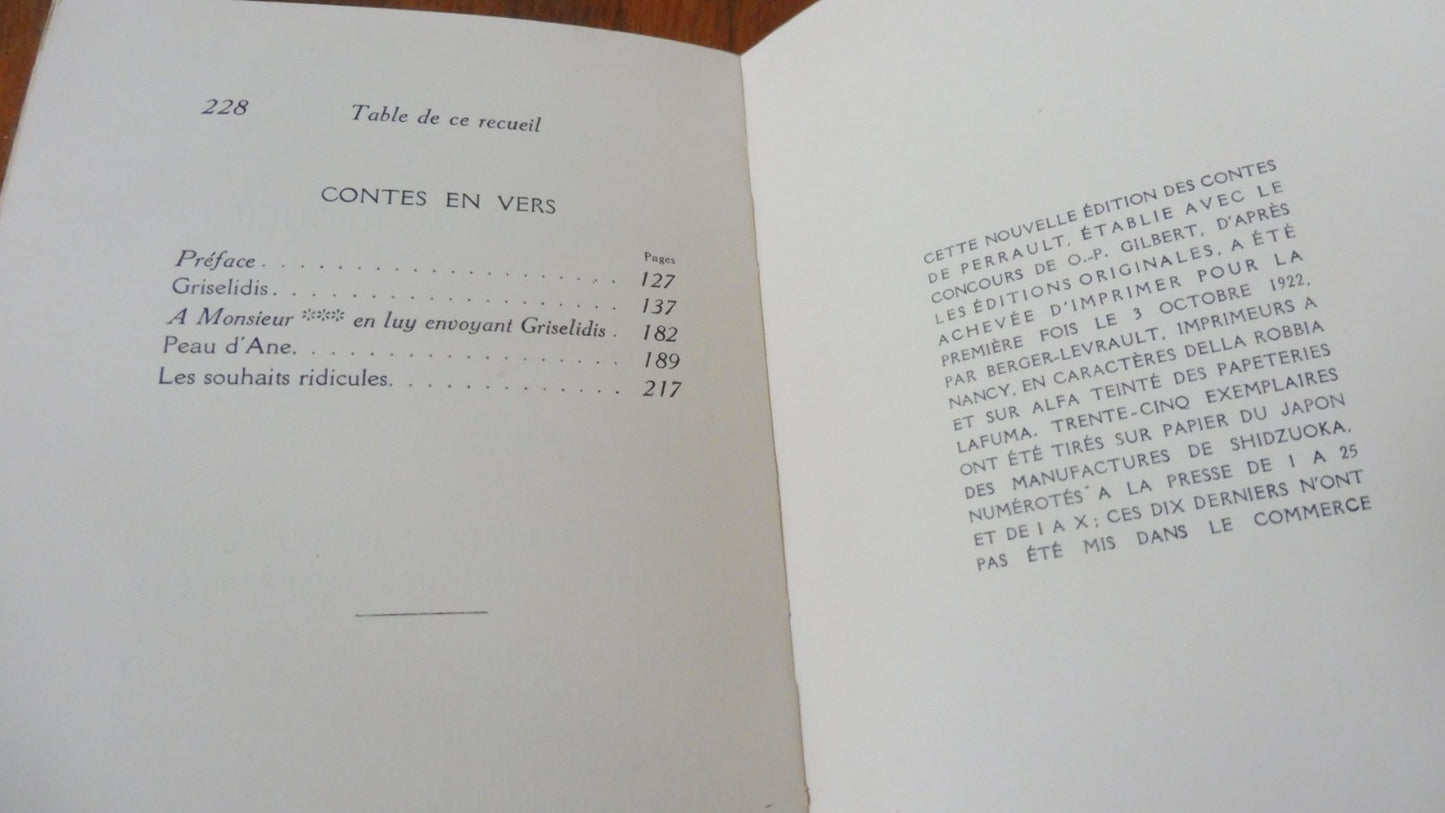 228 Table de ce recueil
CONTES EN VERS
Pages
Préface . . . . . . . . . . . . . . . . . . . 127
Griselidis . . . . . . . . . . . . . . . . . . 137
A Monsieur *** en luy envoyant Griselidis . 182
Peau d'Ane . . . . . . . . . . . . . . . . . 189
Les souhaits ridicules . . . . . . . . . . . . 217
CETTE NOUVELLE ÉDITION DES CONTES
DE PERRAULT, ÉTABLIE AVEC LE
CONCOURS DE O.-P. GILBERT, D'APRÈS
LES ÉDITIONS ORIGINALES, A ÉTÉ
ACHEVÉE D'IMPRIMER POUR LA
PREMIÈRE FOIS LE 3 OCTOBRE 1922,
PAR BERGER-LEVRAULT, IMPRIMEURS A
NANCY, EN CARACTÈRES DELLA ROBBIA
ET SUR ALFA TEINTÉ DES PAPETERIES
LAFUMA. TRENTE-CINQ EXEMPLAIRES
ONT ÉTÉ TIRÉS SUR PAPIER DU JAPON
DES MANUFACTURES DE SHIDZUOKA,
NUMÉROTÉS A LA PRESSE DE 1 A 25
ET DE I A X ; CES DIX DERNIERS N'ONT
PAS ÉTÉ MIS DANS LE COMMERCE